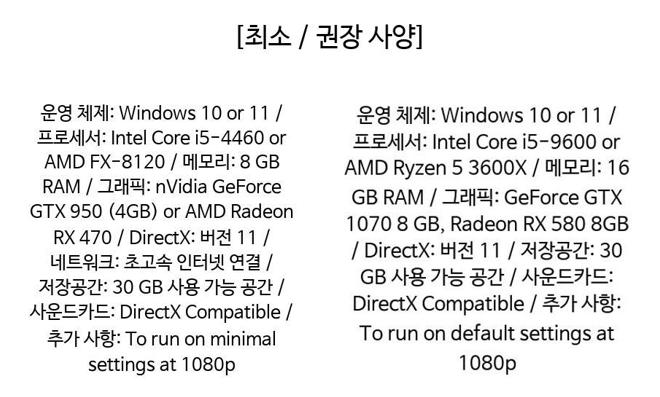 [최소 / 권장 사양]
운영 체제: Windows 10 or 11 /
프로세서: Intel Core i5-4460 or
AMD FX-8120 / 메모리: 8 GB
RAM / 그래픽: nVidia GeForce
GTX 950 (4GB) or AMD Radeon
RX 470 / DirectX: 버전 11 /
네트워크: 초고속 인터넷 연결 /
저장공간: 30 GB 사용 가능 공간 /
사운드카드: DirectX Compatible /
추가 사항: To run on minimal
settings at 1080p
운영 체제: Windows 10 or 11 /
프로세서: Intel Core i5-9600 or
AMD Ryzen 5 3600X / 메모리: 16
GB RAM / 그래픽: GeForce GTX
1070 8 GB, Radeon RX 580 8GB
/ DirectX: 버전 11 / 저장공간: 30
GB 사용 가능 공간 / 사운드카드:
DirectX Compatible / 추가 사항:
To run on default settings at
1080p